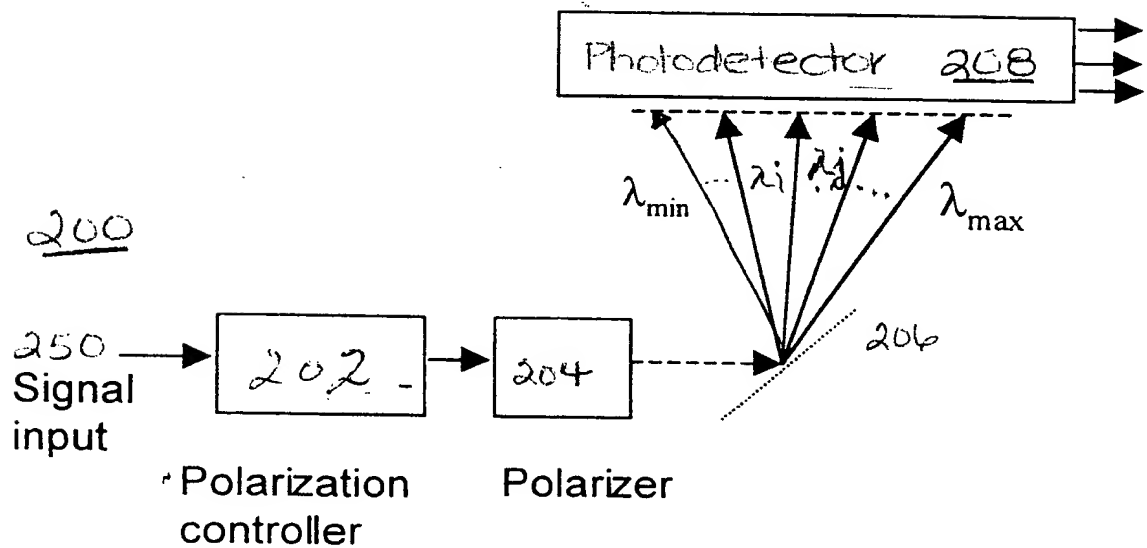 Photodetector 208
λmin
λi
λj
λmax
200
250
Signal
input
202
204
206
Polarization
controller
Polarizer